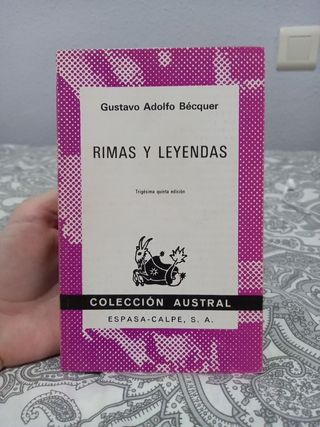 Gustavo Adolfo Bécquer
RIMAS Y LEYENDAS
Trigésima quinta edición
COLECCIÓN AUSTRAL
ESPASA-CALPE, S. A.